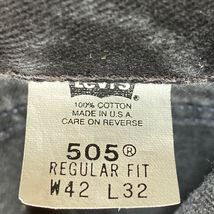 Levi's
100% COTTON
MADE IN U.S.A.
CARE ON REVERSE
505®
REGULAR FIT
W42 L32